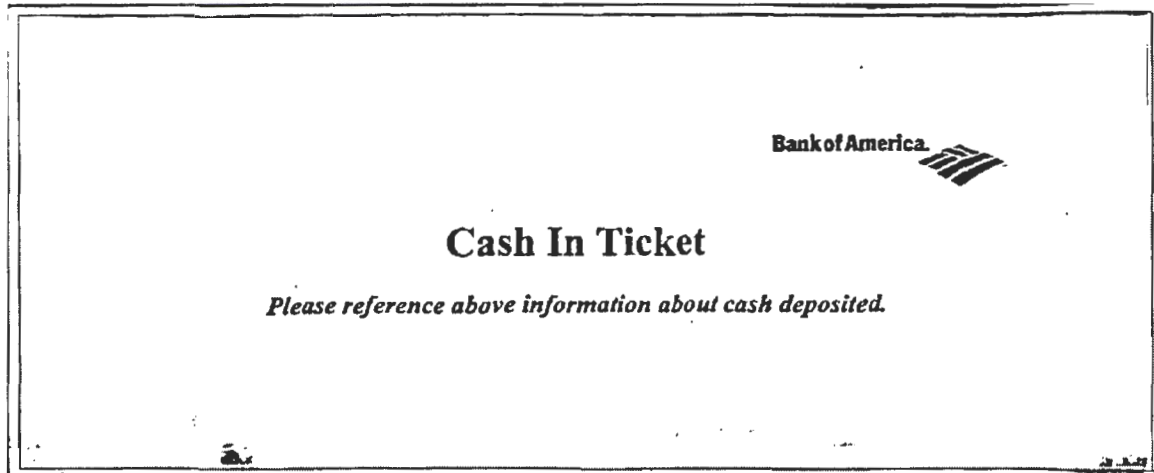 Bank of America.
Cash In Ticket
Please reference above information about cash deposited.